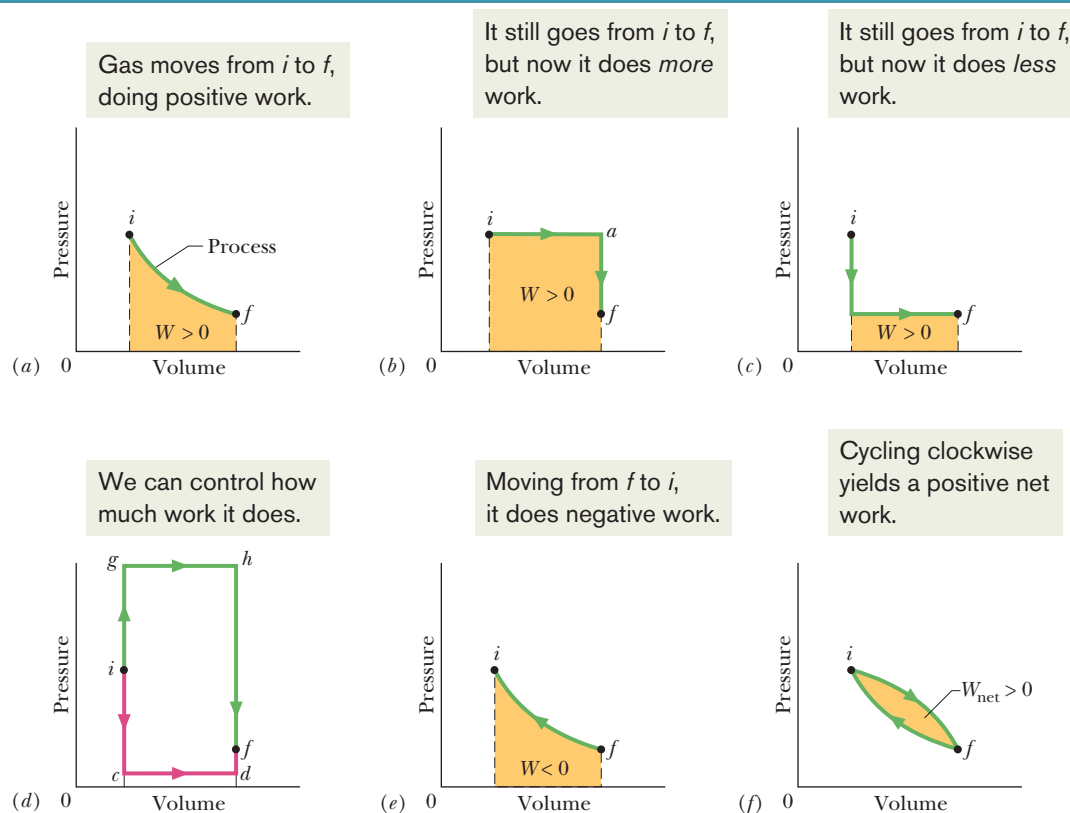 Gas moves from i to f,
doing positive work.
It still goes from i to f,
but now it does more
work.
It still goes from i to f,
but now it does less
work.
Pressure
i
Process
f
W > 0
(a) 0 Volume
Pressure
i
a
W > 0
f
(b) 0 Volume
Pressure
i
f
W > 0
(c) 0 Volume
We can control how
much work it does.
Moving from f to i,
it does negative work.
Cycling clockwise
yields a positive net
work.
Pressure
g
h
i
f
c
d
(d) 0 Volume
Pressure
i
f
W< 0
(e) 0 Volume
Pressure
i
Wnet > 0
f
(f) 0 Volume